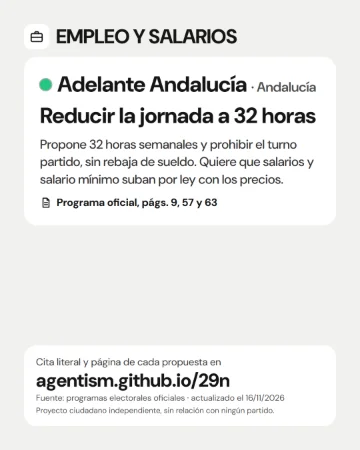 EMPLEO Y SALARIOS
Adelante Andalucía · Andalucía
Reducir la jornada a 32 horas
Propone 32 horas semanales y prohibir el turno
partido, sin rebaja de sueldo. Quiere que salarios y
salario mínimo suban por ley con los precios.
Programa oficial, págs. 9, 57 y 63
Cita literal y página de cada propuesta en
agentism.github.io/29n
Fuente: programas electorales oficiales · actualizado el 16/11/2026
Proyecto ciudadano independiente, sin relación con ningún partido.